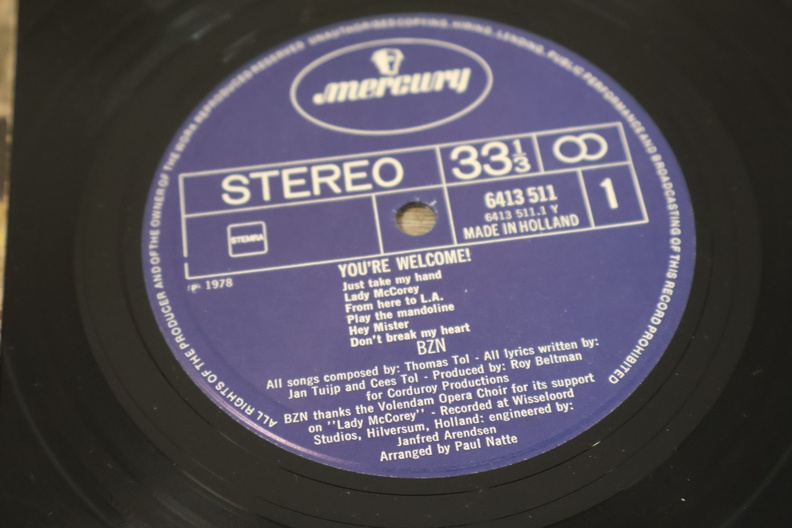 ALL RIGHTS OF THE PRODUCER AND OF THE OWNER OF THE WORK REPRODUCED RESERVED UNAUTHORISED COPYING, HIRING, LENDING, PUBLIC PERFORMANCE AND BROADCASTING OF THIS RECORD PROHIBITED
mercury
STEREO 33 1/3
STEMRA
6413 511
6413 511.1 Y
MADE IN HOLLAND
1
℗ 1978
YOU'RE WELCOME!
Just take my hand
Lady McCorey
From here to L.A.
Play the mandoline
Hey Mister
Don't break my heart
BZN
All songs composed by: Thomas Tol - All lyrics written by:
Jan Tuijp and Cees Tol - Produced by: Roy Beltman
for Corduroy Productions
BZN thanks the Volendam Opera Choir for its support
on "Lady McCorey" - Recorded at Wisseloord
Studios, Hilversum, Holland: engineered by:
Janfred Arendsen
Arranged by Paul Natte